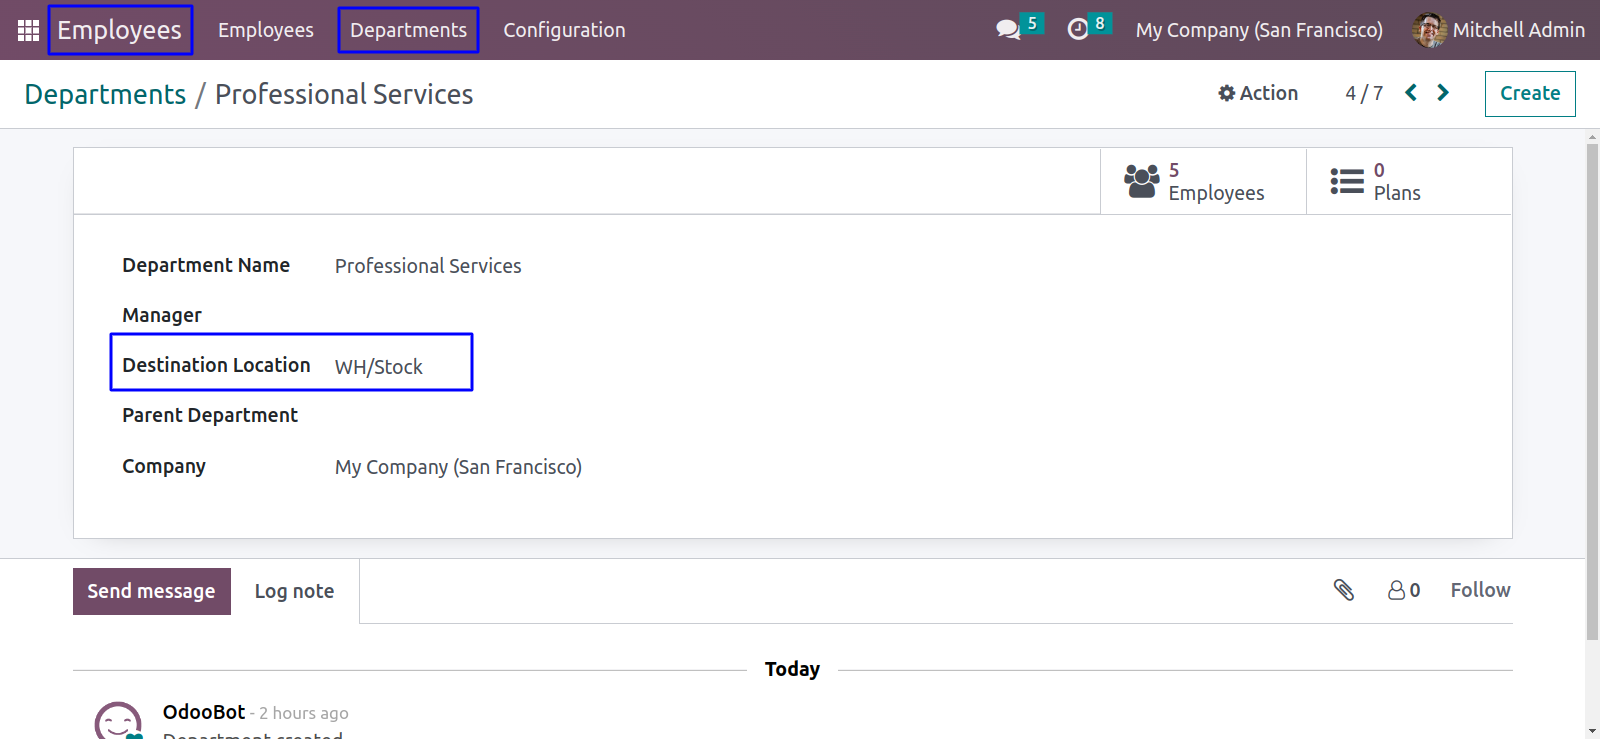 Employees Employees Departments Configuration 5 8 My Company (San Francisco) Mitchell Admin
Departments / Professional Services Action 4 / 7 Create
5
Employees
0
Plans
Department Name Professional Services
Manager
Destination Location WH/Stock
Parent Department
Company My Company (San Francisco)
Send message Log note 0 Follow
Today
OdooBot - 2 hours ago
Department created